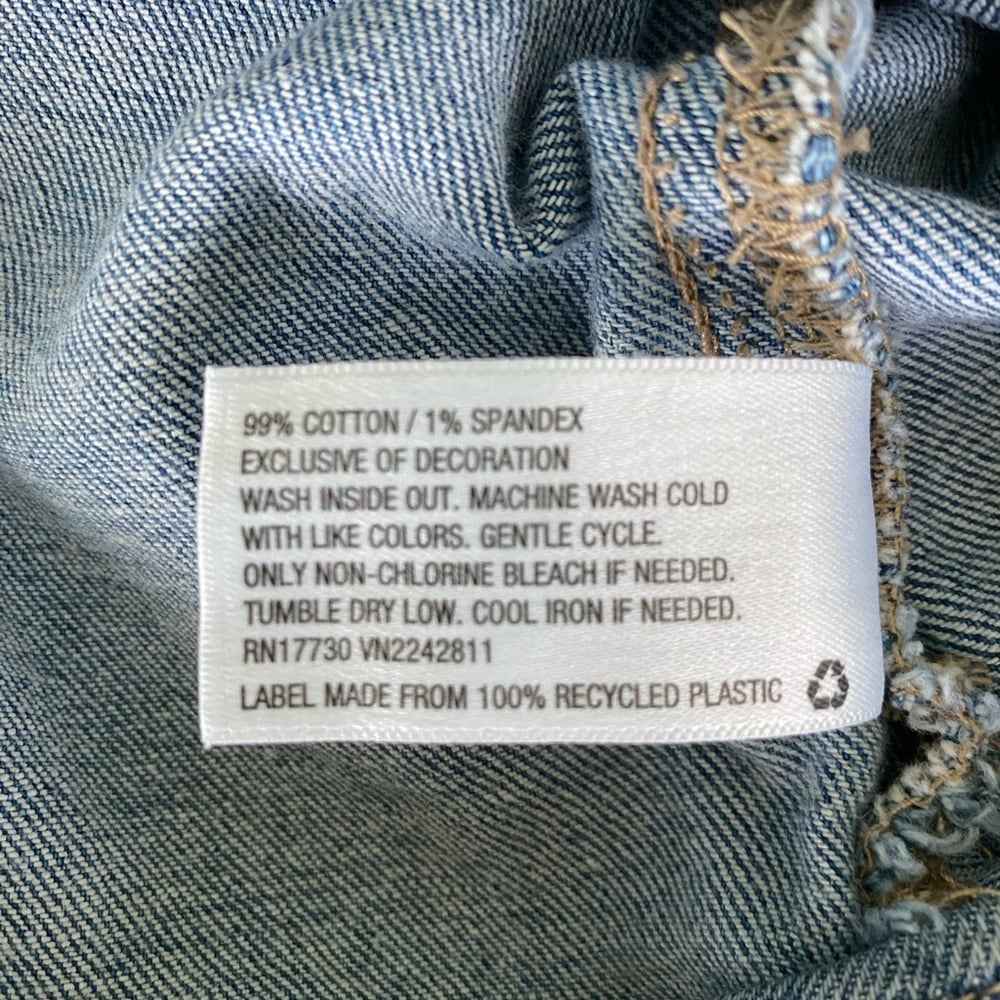 99% COTTON / 1% SPANDEX
EXCLUSIVE OF DECORATION
WASH INSIDE OUT. MACHINE WASH COLD
WITH LIKE COLORS. GENTLE CYCLE.
ONLY NON-CHLORINE BLEACH IF NEEDED.
TUMBLE DRY LOW. COOL IRON IF NEEDED.
RN17730 VN2242811
LABEL MADE FROM 100% RECYCLED PLASTIC